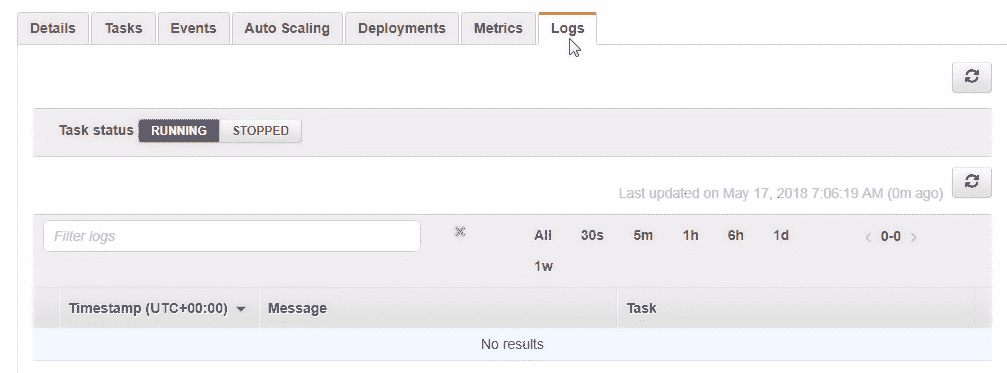 Details Tasks Events Auto Scaling Deployments Metrics Logs
Task status RUNNING STOPPED
Last updated on May 17, 2018 7:06:19 AM (0m ago)
Filter logs All 30s 5m 1h 6h 1d 0-0
1w
Timestamp (UTC+00:00) Message Task
No results